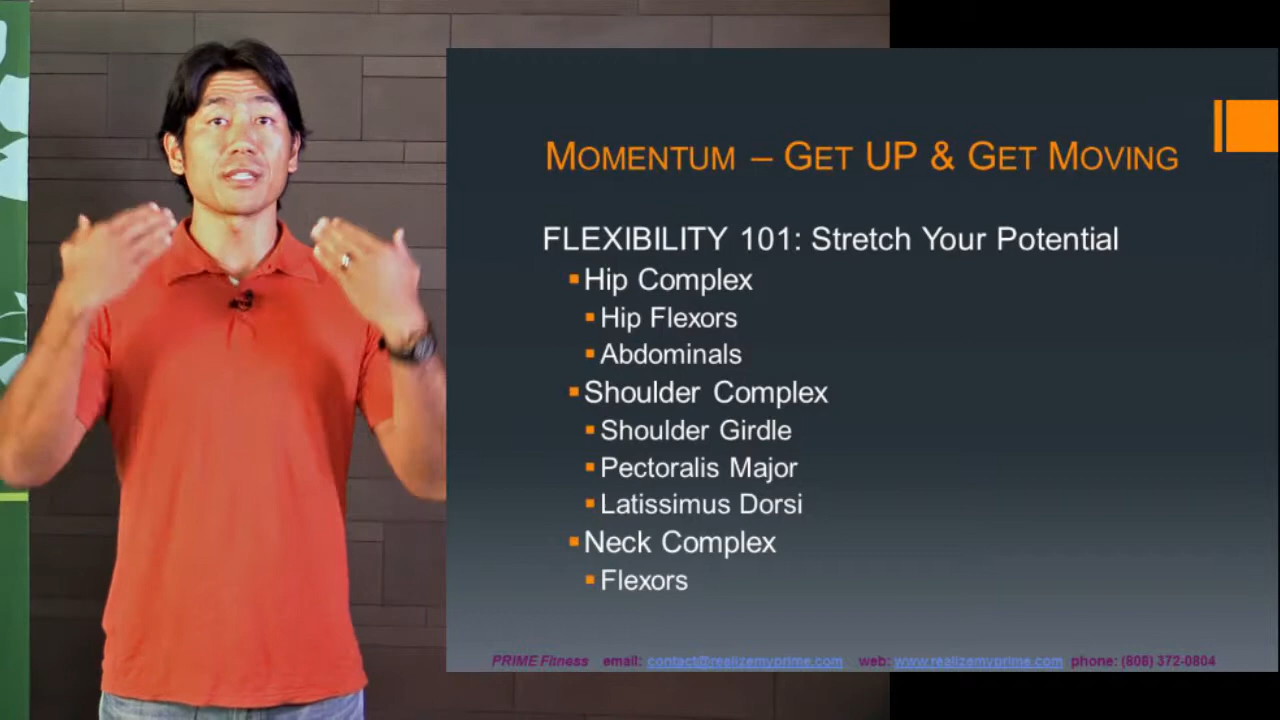 MOMENTUM – GET UP & GET MOVING
FLEXIBILITY 101: Stretch Your Potential
Hip Complex
Hip Flexors
Abdominals
Shoulder Complex
Shoulder Girdle
Pectoralis Major
Latissimus Dorsi
Neck Complex
Flexors
PRIME Fitness email: contact@realizemyprime.com web: www.realizemyprime.com phone: (808) 372-0804